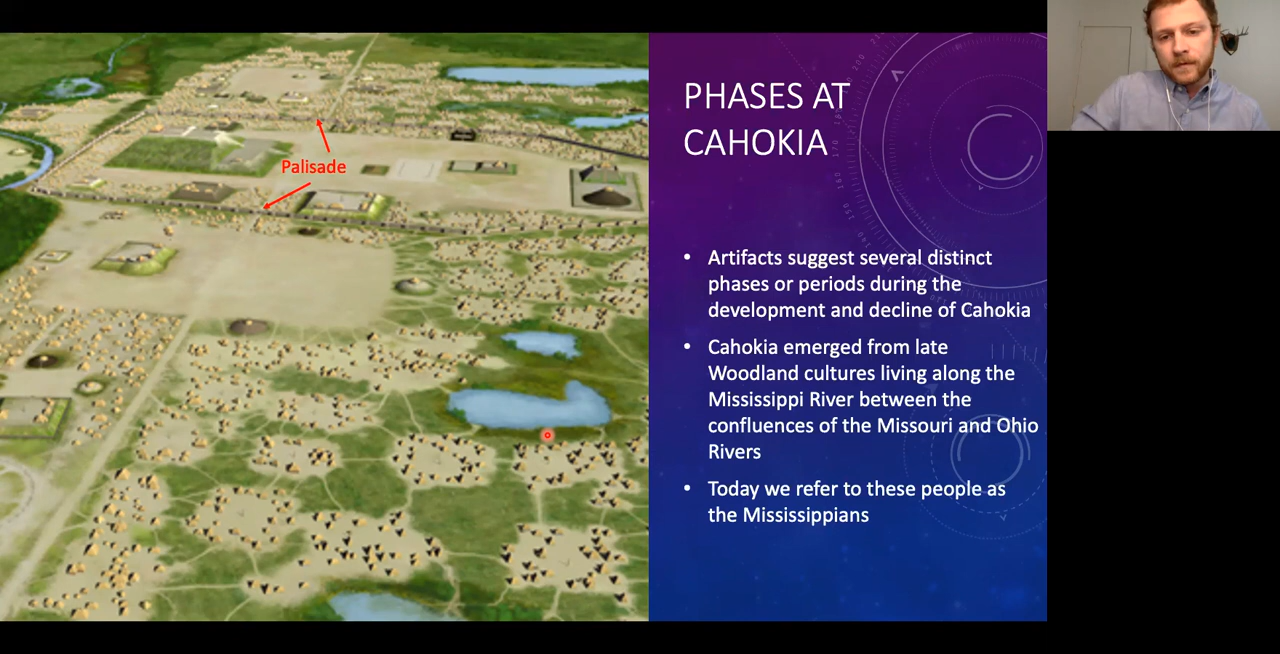 Palisade
PHASES AT
CAHOKIA
• Artifacts suggest several distinct
phases or periods during the
development and decline of Cahokia
• Cahokia emerged from late
Woodland cultures living along the
Mississippi River between the
confluences of the Missouri and Ohio
Rivers
• Today we refer to these people as
the Mississippians